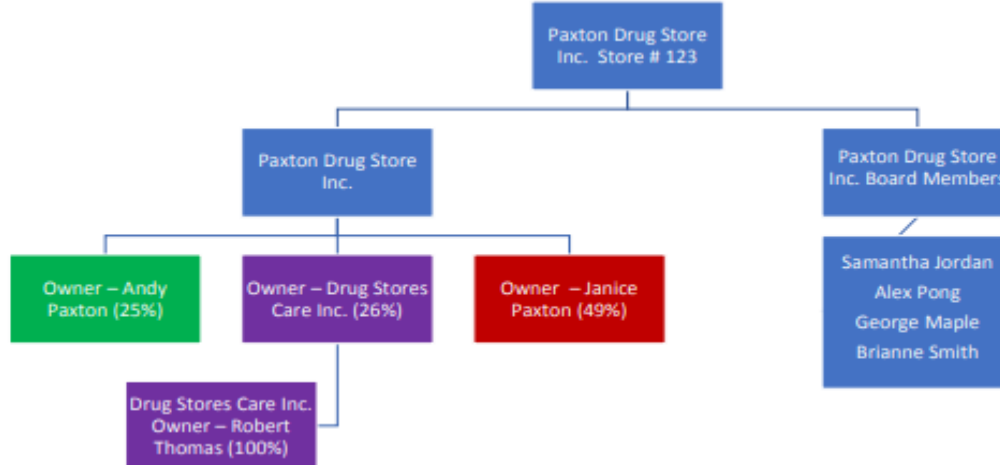 Paxton Drug Store
Inc. Store # 123
Paxton Drug Store
Inc.
Paxton Drug Store
Inc. Board Members
Owner – Andy
Paxton (25%)
Owner – Drug Stores
Care Inc. (26%)
Owner – Janice
Paxton (49%)
Samantha Jordan
Alex Pong
George Maple
Brianne Smith
Drug Stores Care Inc.
Owner – Robert
Thomas (100%)